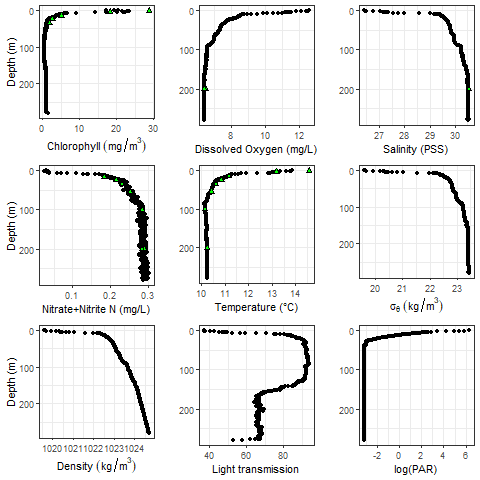 0
100
200
Depth (m)
0 10 20 30
Chlorophyll (mg/m³)
0
100
200
8 10 12
Dissolved Oxygen (mg/L)
0
100
200
27 28 29 30
Salinity (PSS)
0
100
200
Depth (m)
0.1 0.2 0.3
Nitrate+Nitrite N (mg/L)
0
100
200
10 11 12 13 14
Temperature (°C)
0
100
200
20 21 22 23
σθ (kg/m³)
0
100
200
Depth (m)
1020 1021 1022 1023 1024
Density (kg/m³)
0
100
200
40 60 80
Light transmission
0
100
200
-2 0 2 4 6
log(PAR)